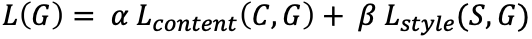 L(G) = α L_content(C,G) + β L_style(S,G)